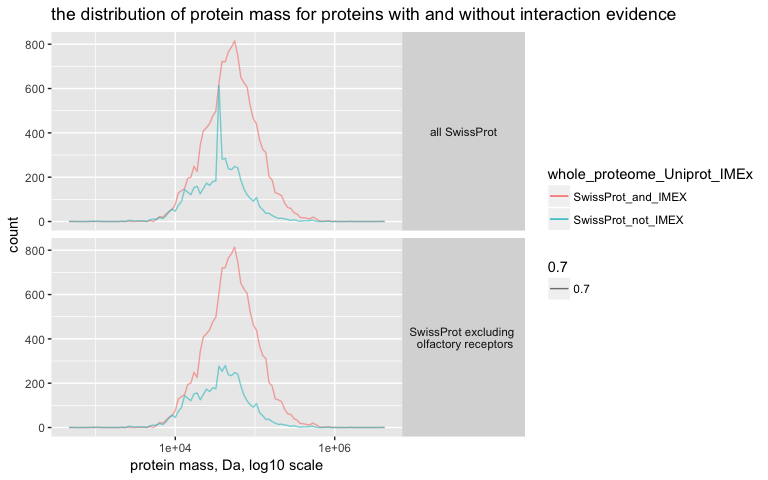 the distribution of protein mass for proteins with and without interaction evidence
800
600
400
200
0
all SwissProt
800
600
400
200
0
SwissProt excluding
olfactory receptors
count
1e+04
1e+06
protein mass, Da, log10 scale
whole_proteome_Uniprot_IMEx
SwissProt_and_IMEX
SwissProt_not_IMEX
0.7
0.7